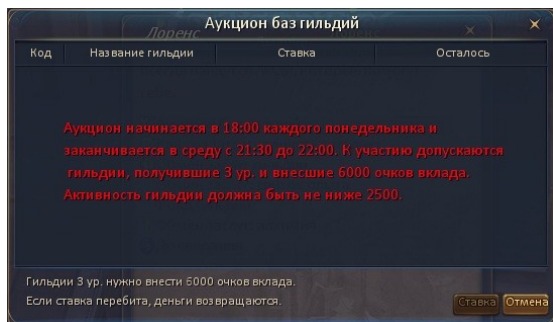 Аукцион баз гильдий
Лоренс
Код Название гильдии Ставка Осталось
Аукцион начинается в 18:00 каждого понедельника и
заканчивается в среду с 21:30 до 22:00. К участию допускаются
гильдии, получившие 3 ур. и внесшие 6000 очков вклада.
Активность гильдии должна быть не ниже 2500.
Гильдии 3 ур. нужно внести 6000 очков вклада.
Если ставка перебита, деньги возвращаются.
Ставка Отмена